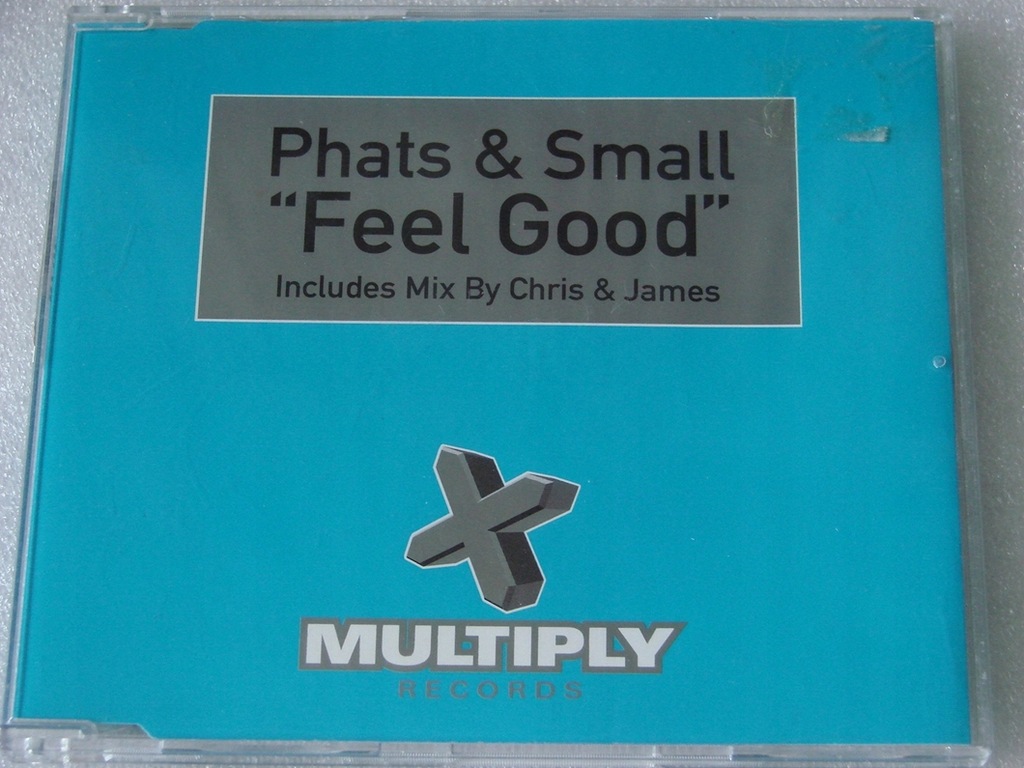 Phats & Small
“Feel Good”
Includes Mix By Chris & James
MULTIPLY
RECORDS